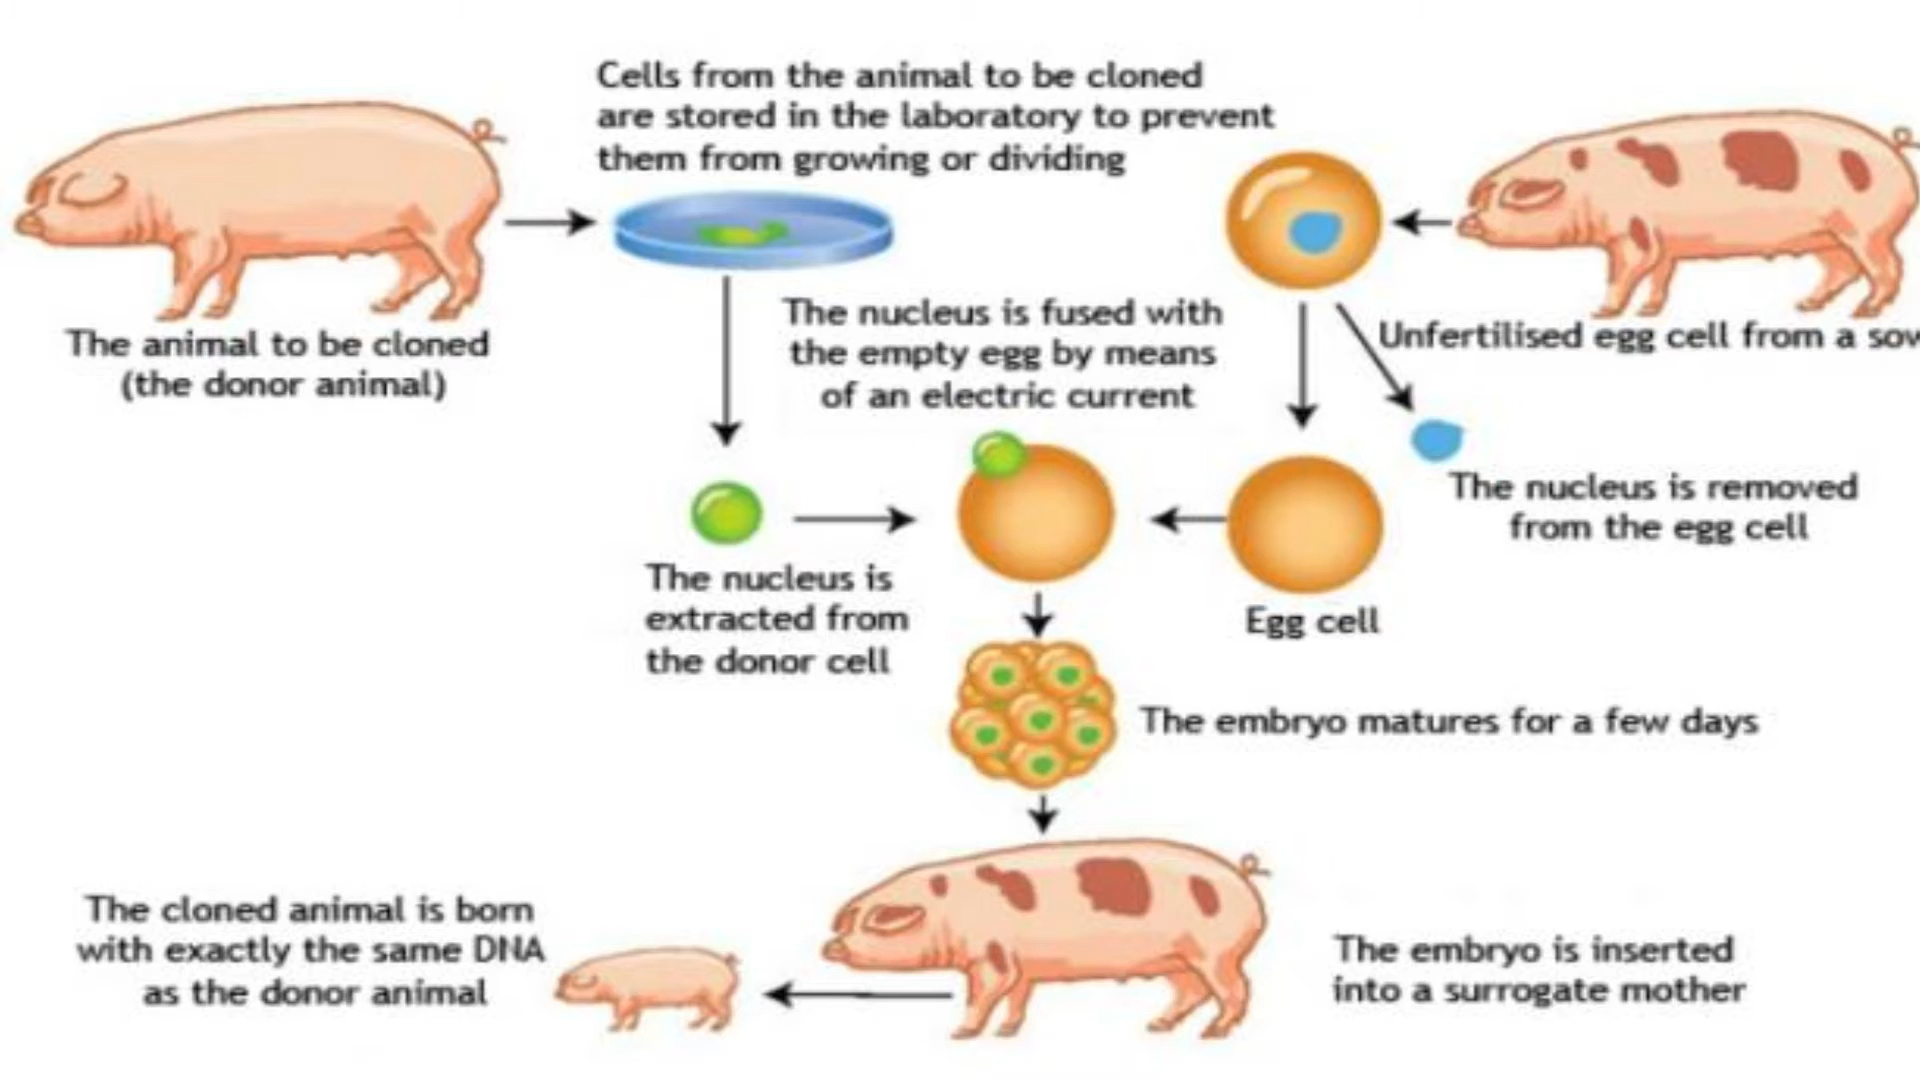 Cells from the animal to be cloned
are stored in the laboratory to prevent
them from growing or dividing
The animal to be cloned
(the donor animal)
The nucleus is fused with
the empty egg by means
of an electric current
Unfertilised egg cell from a
The nucleus is removed
from the egg cell
The nucleus is
extracted from
the donor cell
Egg cell
The embryo matures for a few days
The cloned animal is born
with exactly the same DNA
as the donor animal
The embryo is inserted
into a surrogate mother